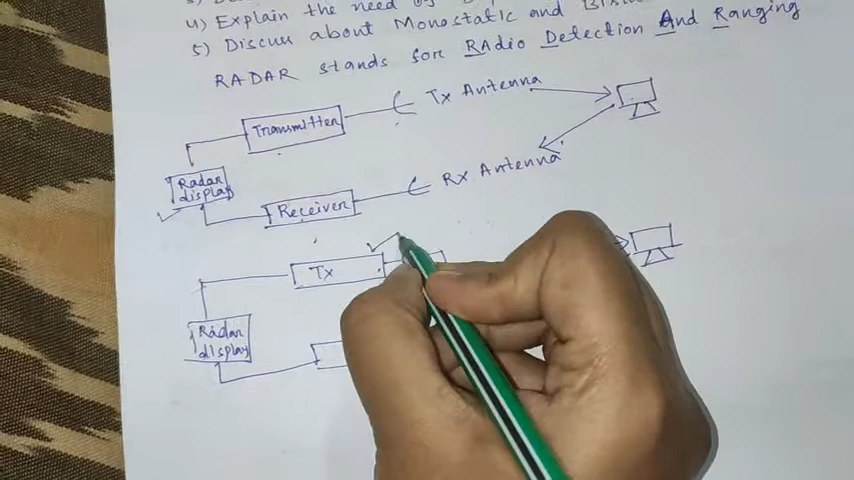 4) Explain the need of
5) Discuss about Monostatic and
RADAR stands for RAdio Detection And Ranging
Tx Antenna
Transmitter
Radar display
Rx Antenna
Receiver
Tx
Radar display